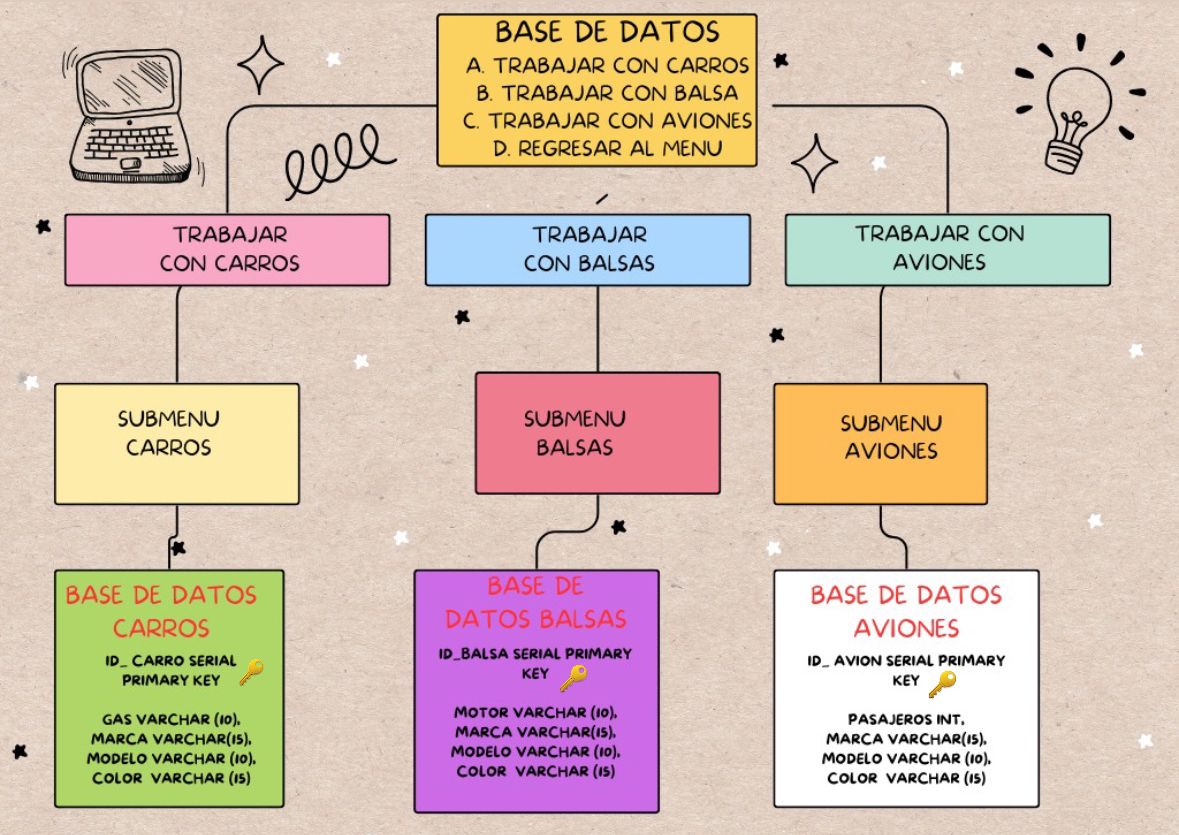 BASE DE DATOS
A. TRABAJAR CON CARROS
B. TRABAJAR CON BALSA
C. TRABAJAR CON AVIONES
D. REGRESAR AL MENU
TRABAJAR
CON CARROS
TRABAJAR
CON BALSAS
TRABAJAR CON
AVIONES
SUBMENU
CARROS
SUBMENU
BALSAS
SUBMENU
AVIONES
BASE DE DATOS
CARROS
ID_ CARRO SERIAL
PRIMARY KEY
GAS VARCHAR (10),
MARCA VARCHAR(15),
MODELO VARCHAR (10),
COLOR VARCHAR (15)
BASE DE
DATOS BALSAS
ID_BALSA SERIAL PRIMARY
KEY
MOTOR VARCHAR (10),
MARCA VARCHAR(15),
MODELO VARCHAR (10),
COLOR VARCHAR (15)
BASE DE DATOS
AVIONES
ID_ AVION SERIAL PRIMARY
KEY
PASAJEROS INT,
MARCA VARCHAR(15),
MODELO VARCHAR (10),
COLOR VARCHAR (15)